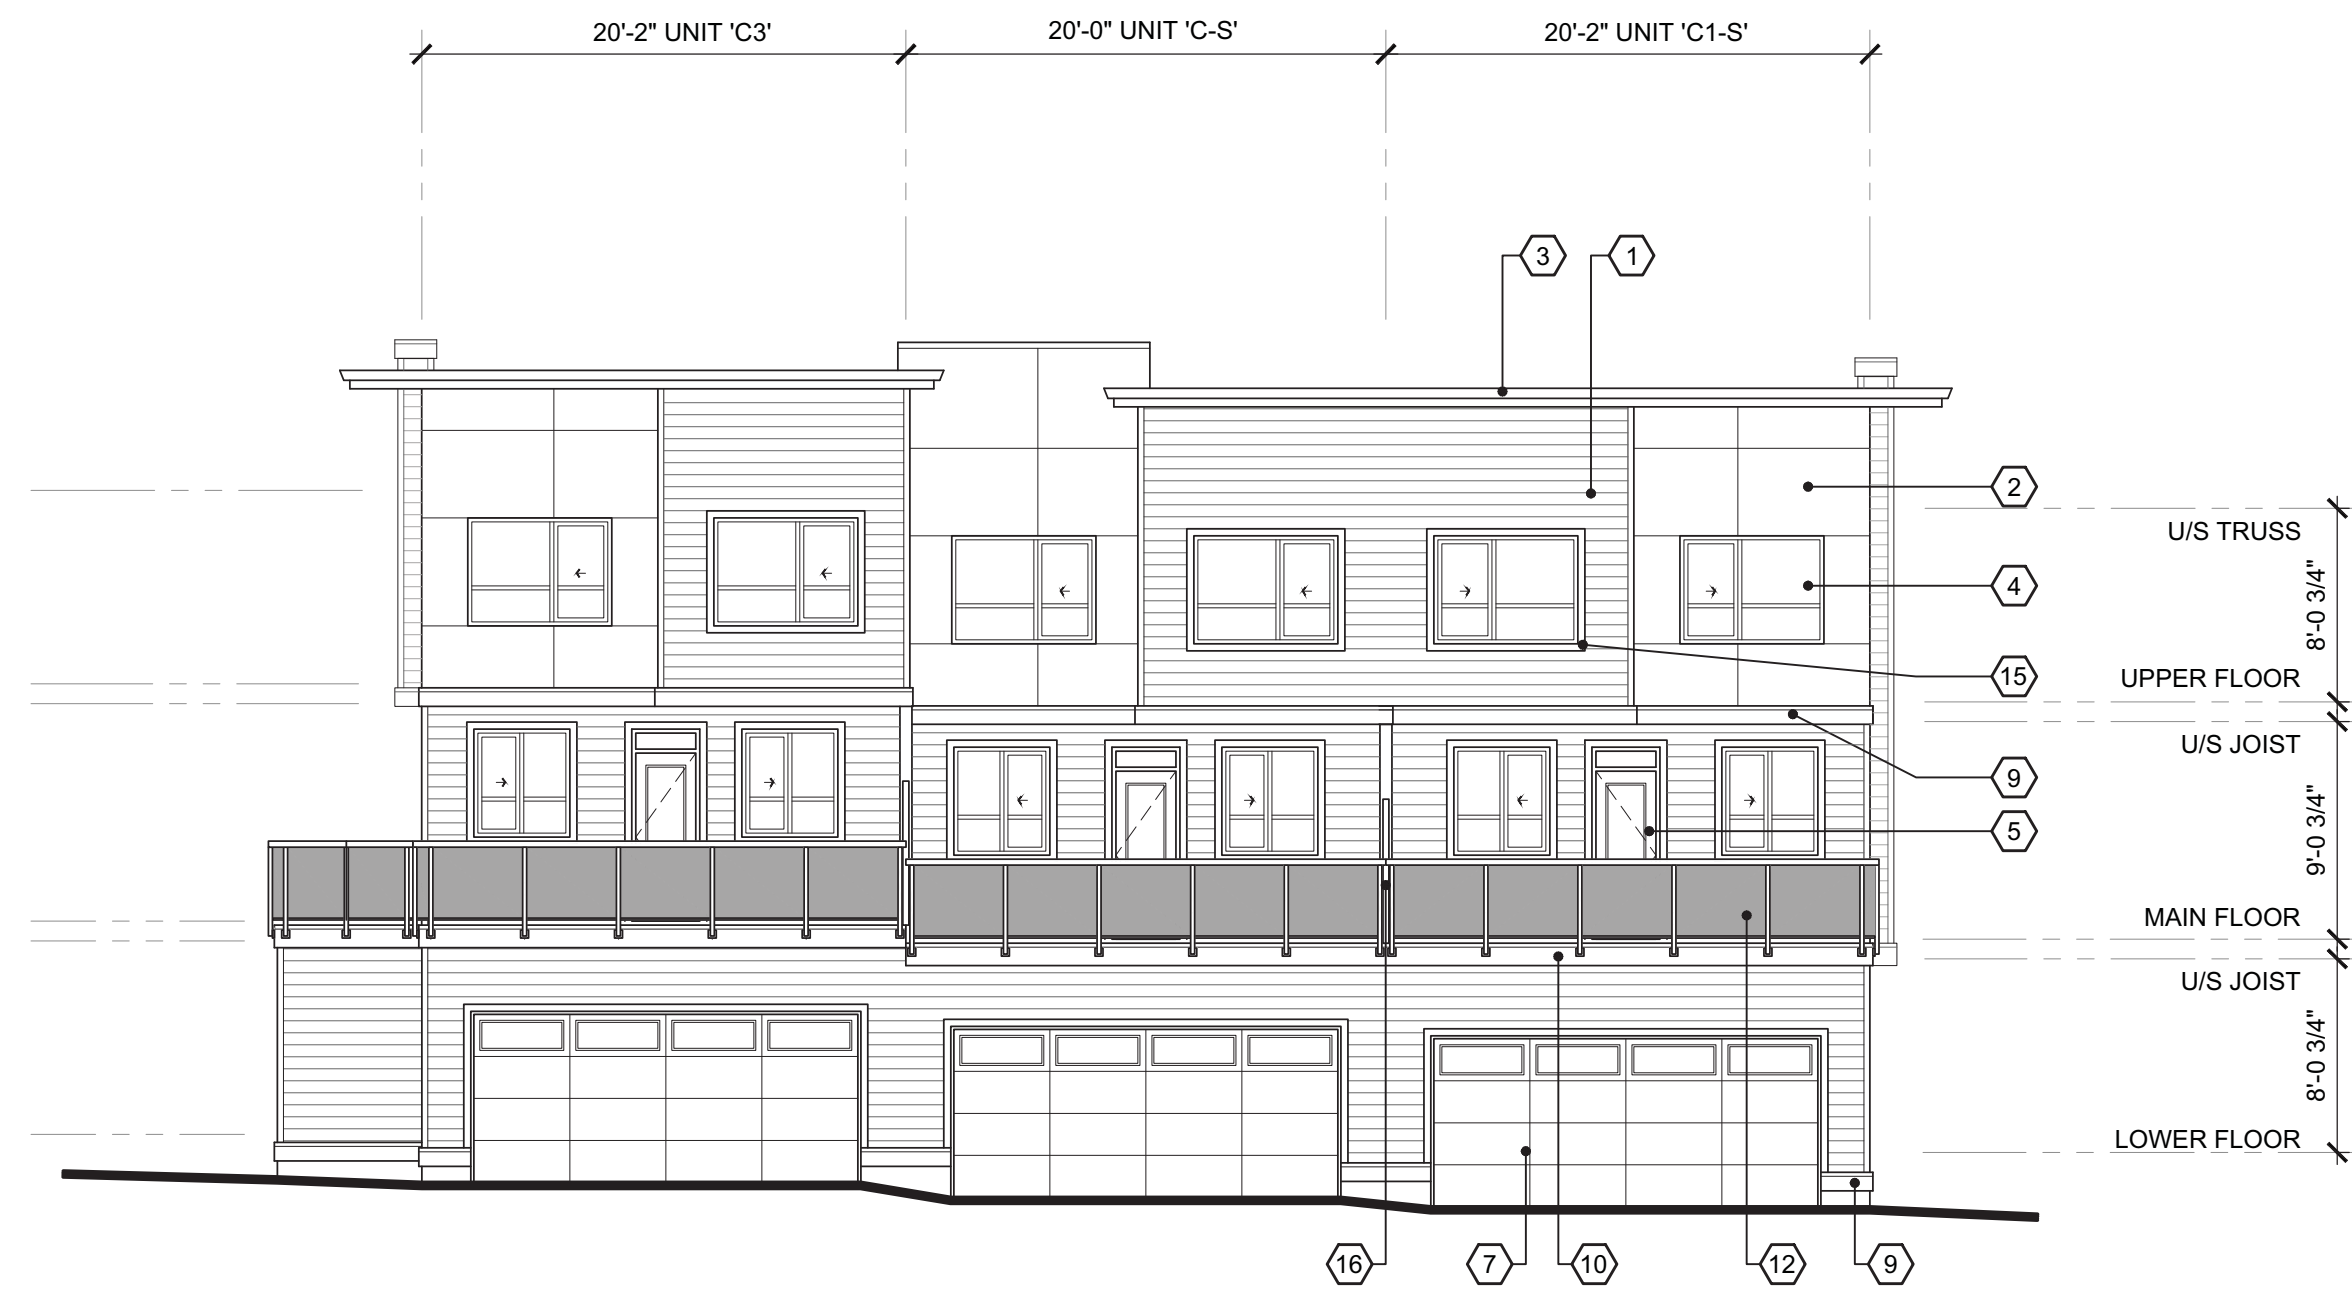 20'-2" UNIT 'C3'
20'-0" UNIT 'C-S'
20'-2" UNIT 'C1-S'
3
1
2
U/S TRUSS
4
8'-0 3/4"
15
UPPER FLOOR
U/S JOIST
9
5
9'-0 3/4"
MAIN FLOOR
U/S JOIST
8'-0 3/4"
LOWER FLOOR
16
7
10
12
9